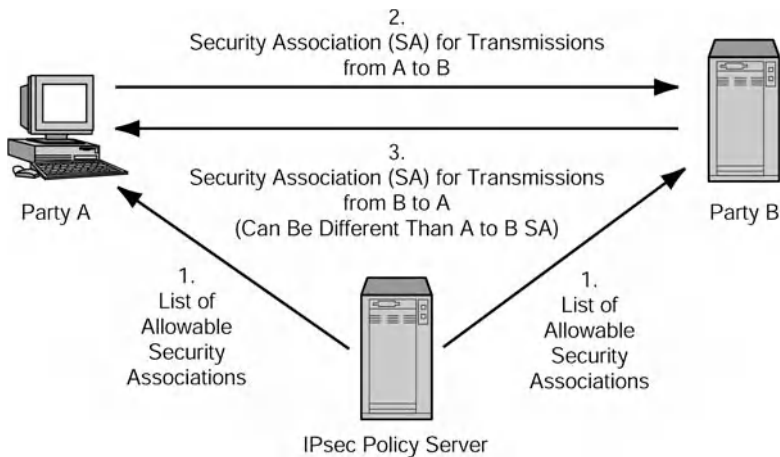 2.
Security Association (SA) for Transmissions
from A to B
3.
Security Association (SA) for Transmissions
from B to A
(Can Be Different Than A to B SA)
Party A
Party B
1.
List of
Allowable
Security
Associations
1.
List of
Allowable
Security
Associations
IPsec Policy Server